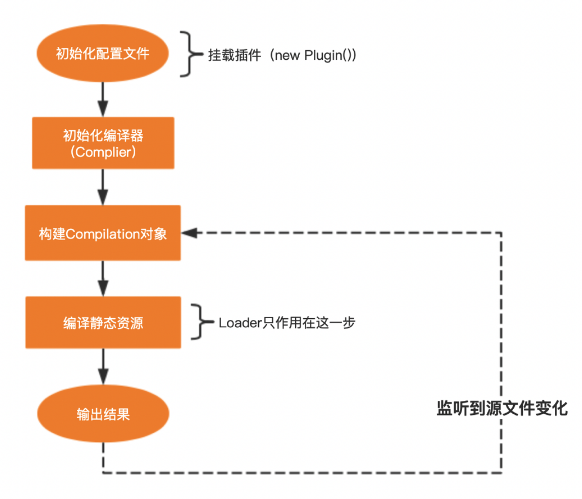 初始化配置文件
挂载插件（new Plugin()）
初始化编译器
（Complier）
构建Compilation对象
编译静态资源
Loader只作用在这一步
输出结果
监听到源文件变化